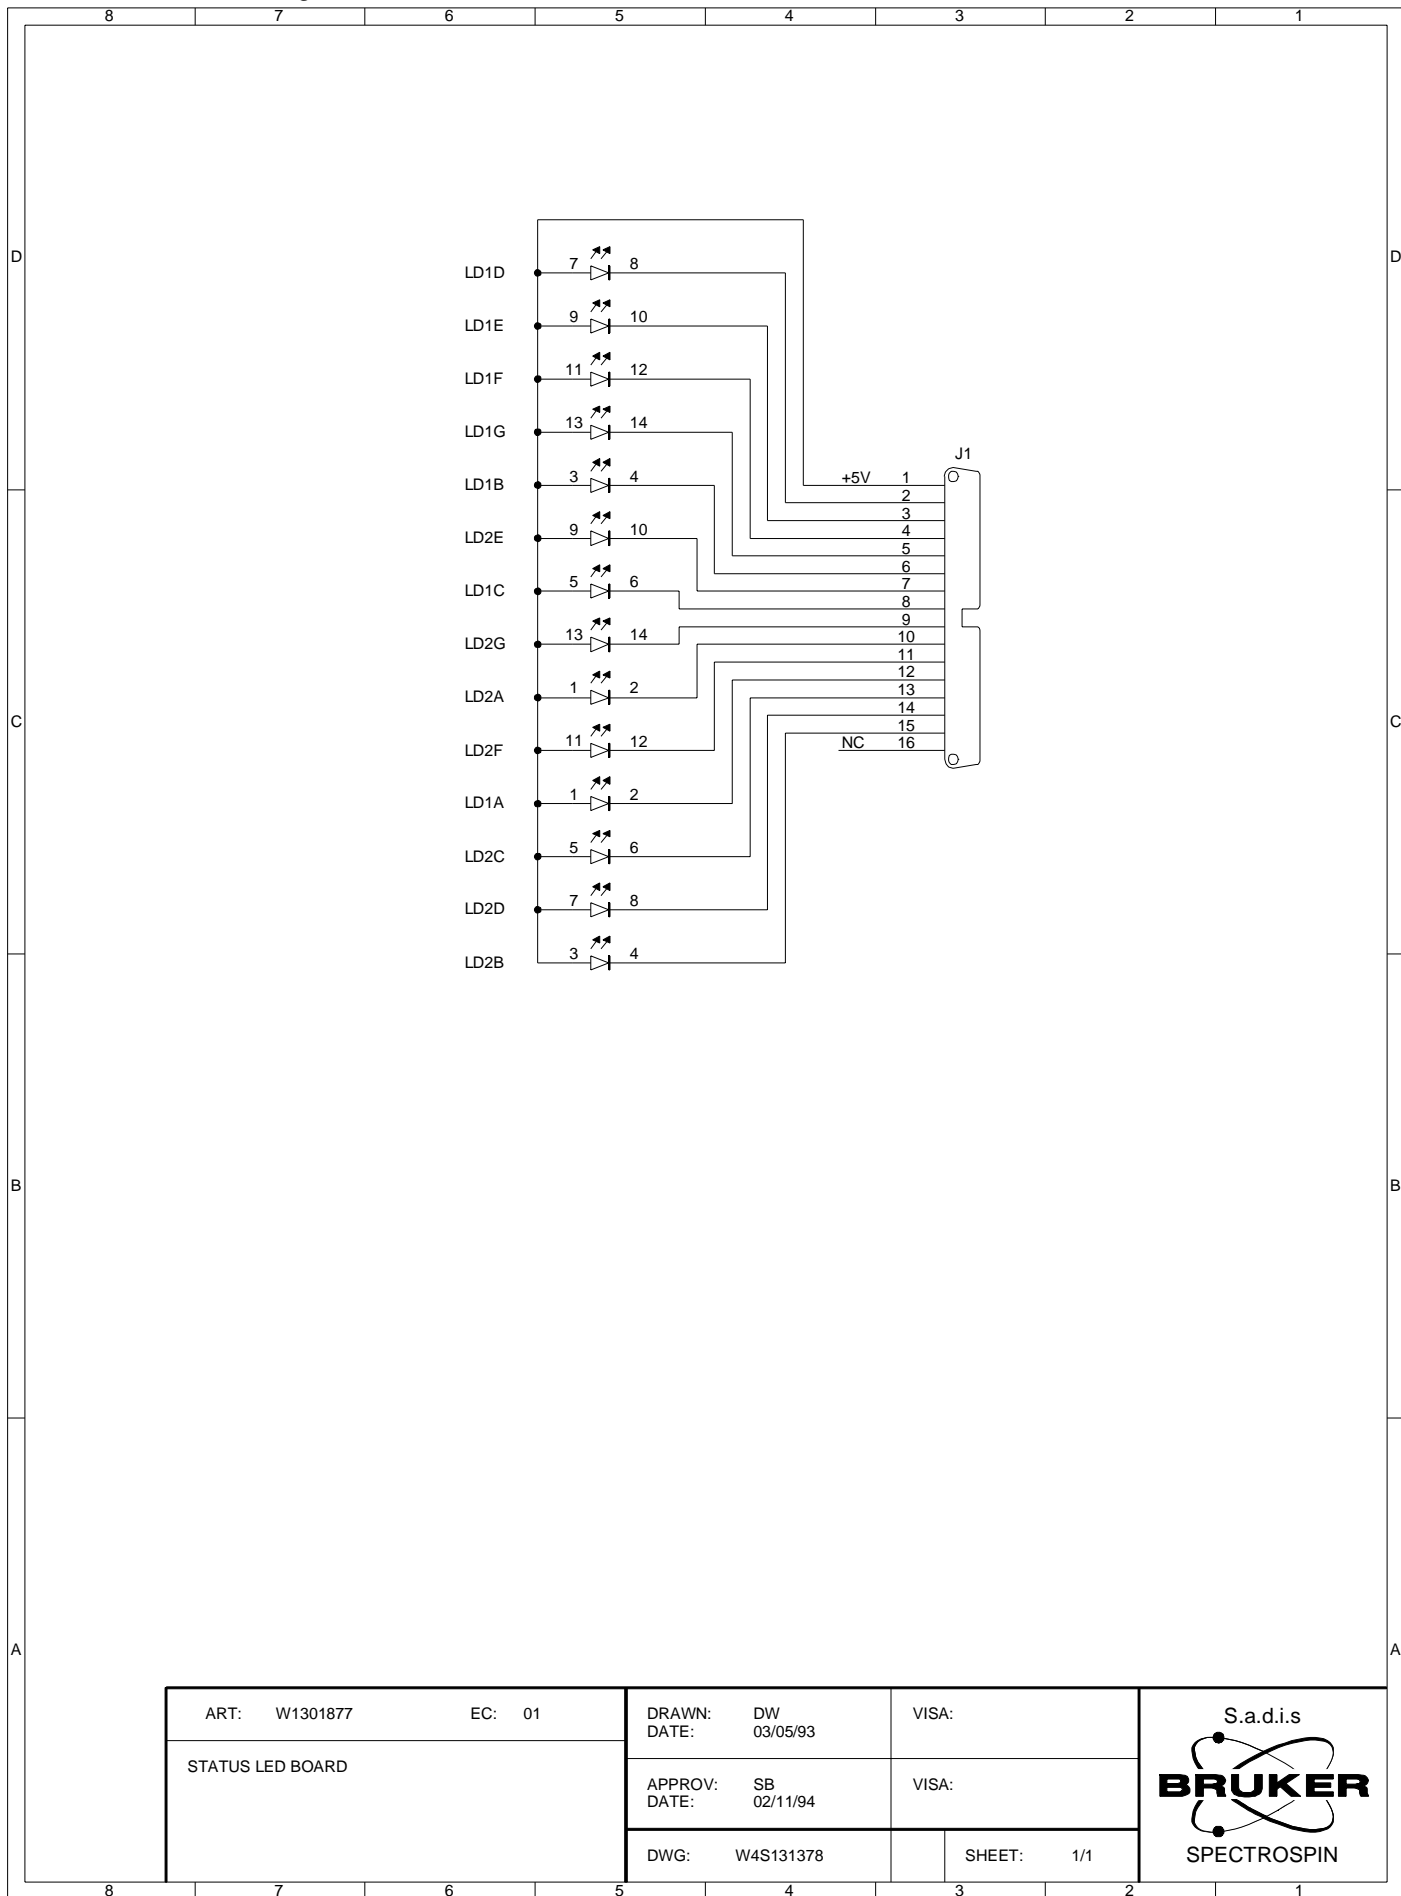 8 7 6 5 4 3 2 1
D D
LD1D 7 8
LD1E 9 10
LD1F 11 12
LD1G 13 14
J1
LD1B 3 4 +5V 1
2
3
LD2E 9 10 4
5
6
LD1C 5 6 7
8
9
LD2G 13 14 10
11
12
LD2A 1 2 13
14
C C
15
LD2F 11 12 NC 16
LD1A 1 2
LD2C 5 6
LD2D 7 8
LD2B 3 4
B B
A A
ART: W1301877 EC: 01
STATUS LED BOARD
DRAWN: DW VISA:
DATE: 03/05/93
APPROV: SB VISA:
DATE: 02/11/94
DWG: W4S131378 SHEET: 1/1
S.a.d.i.s
BRUKER
SPECTROSPIN
8 7 6 5 4 3 2 1